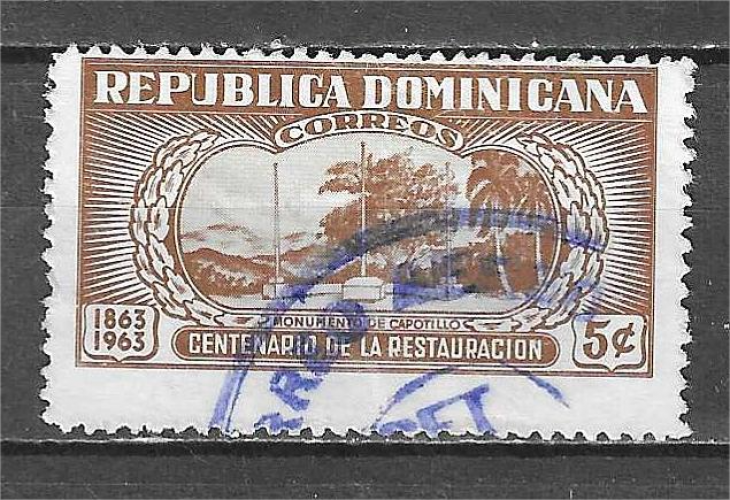 REPUBLICA DOMINICANA
CORREOS
MONUMENTO DE CAPOTILLO
1863
1963
CENTENARIO DE LA RESTAURACION
5¢